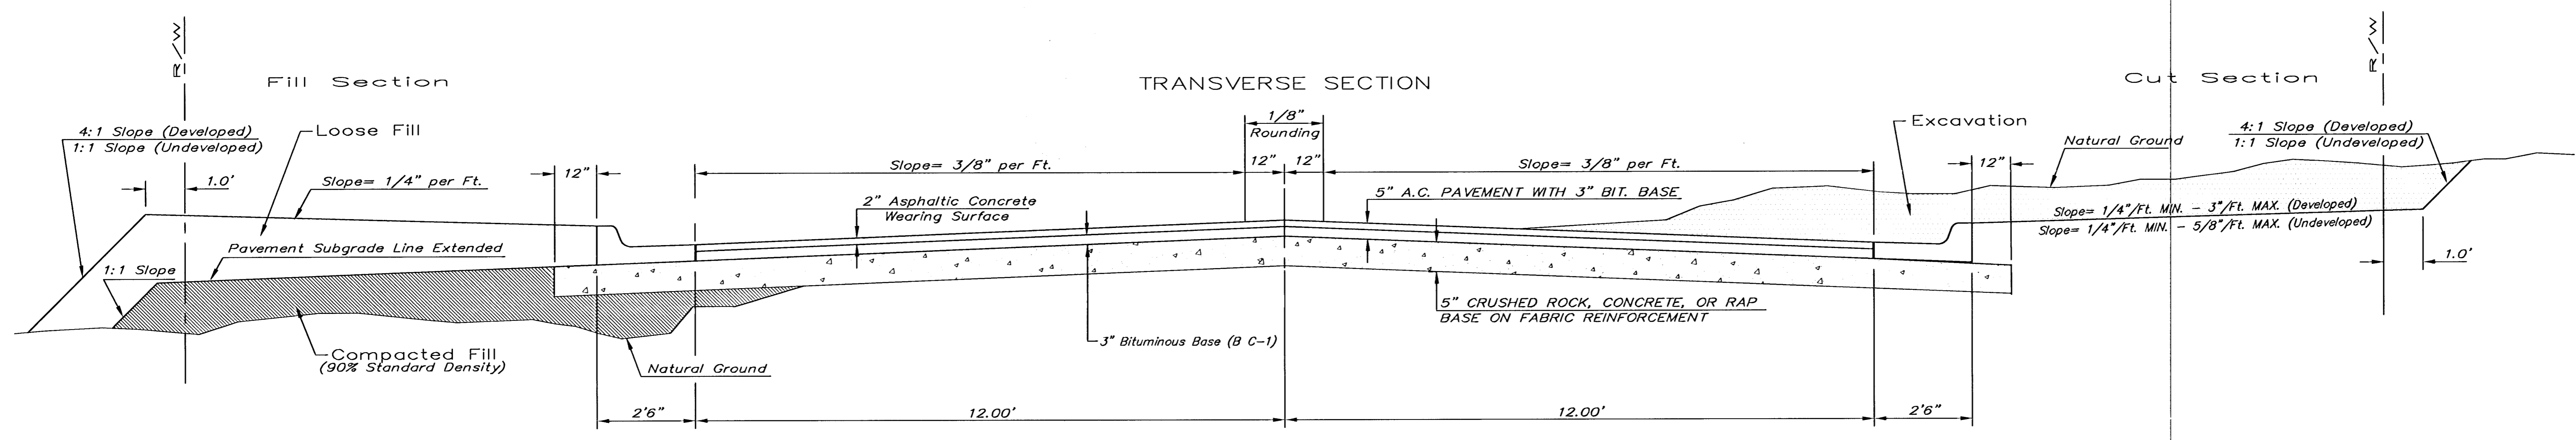 R/W
R/W
Fill Section
TRANSVERSE SECTION
Cut Section
4:1 Slope (Developed)
1:1 Slope (Undeveloped)
Loose Fill
1/8"
Rounding
Excavation
Natural Ground
4:1 Slope (Developed)
1:1 Slope (Undeveloped)
1.0'
Slope= 1/4" per Ft.
12"
Slope= 3/8" per Ft.
12"
12"
Slope= 3/8" per Ft.
12"
2" Asphaltic Concrete
Wearing Surface
5" A.C. PAVEMENT WITH 3" BIT. BASE
Slope= 1/4"/Ft. MIN. - 3"/Ft. MAX. (Developed)
Slope= 1/4"/Ft. MIN. - 5/8"/Ft. MAX. (Undeveloped)
Pavement Subgrade Line Extended
1:1 Slope
1.0'
5" CRUSHED ROCK, CONCRETE, OR RAP
BASE ON FABRIC REINFORCEMENT
3" Bituminous Base (B C-1)
Compacted Fill
(90% Standard Density)
Natural Ground
2'6"
12.00'
12.00'
2'6"